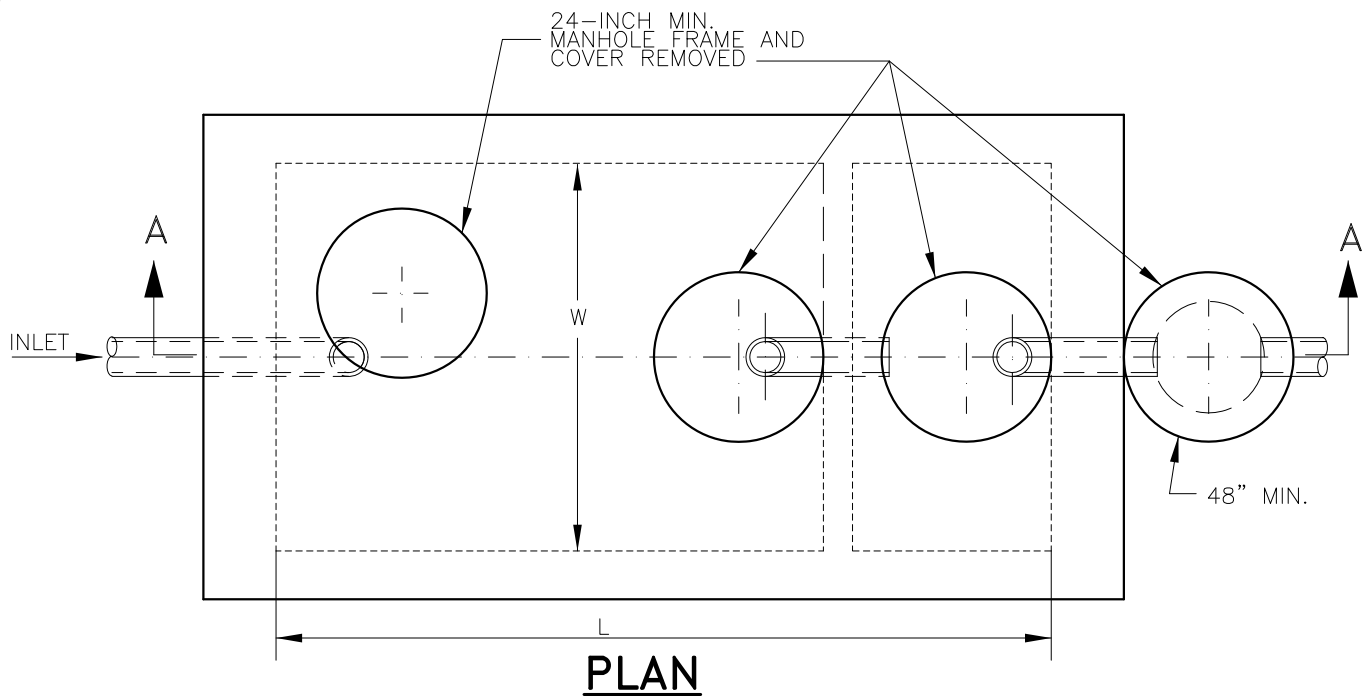 24-INCH MIN.
MANHOLE FRAME AND
COVER REMOVED
A
A
INLET
W
48" MIN.
L
PLAN